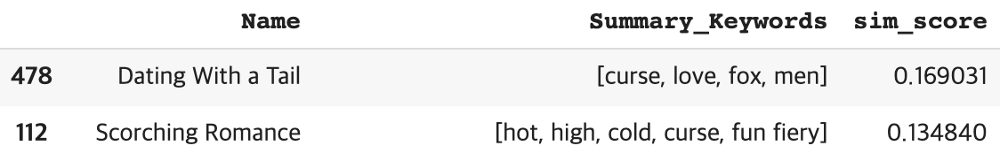 Name Summary_Keywords sim_score
478 Dating With a Tail [curse, love, fox, men] 0.169031
112 Scorching Romance [hot, high, cold, curse, fun fiery] 0.134840